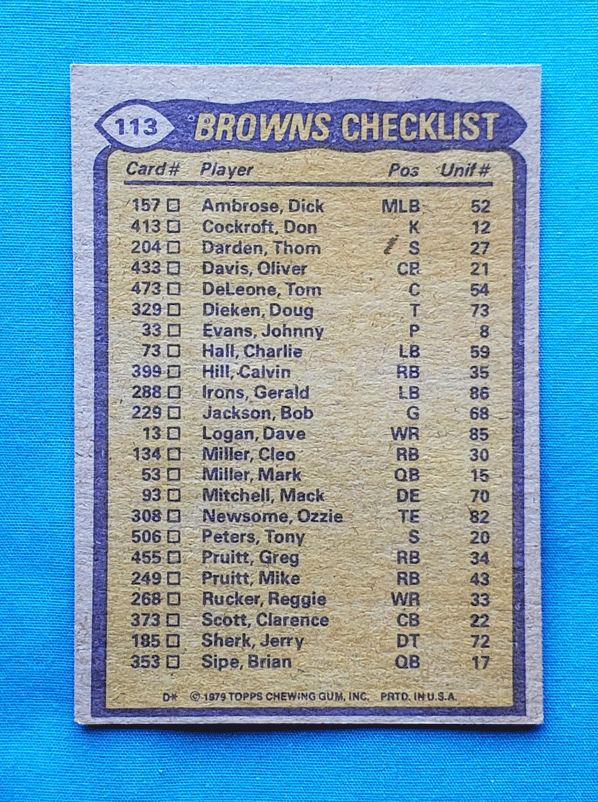 113 BROWNS CHECKLIST
Card# Player Pos Unif#
157 □ Ambrose, Dick MLB 52
413 □ Cockroft, Don K 12
204 □ Darden, Thom S 27
433 □ Davis, Oliver CB 21
473 □ DeLeone, Tom C 54
329 □ Dieken, Doug T 73
33 □ Evans, Johnny P 8
73 □ Hall, Charlie LB 59
399 □ Hill, Calvin RB 35
288 □ Irons, Gerald LB 86
229 □ Jackson, Bob G 68
13 □ Logan, Dave WR 85
134 □ Miller, Cleo RB 30
53 □ Miller, Mark QB 15
93 □ Mitchell, Mack DE 70
308 □ Newsome, Ozzie TE 82
506 □ Peters, Tony S 20
455 □ Pruitt, Greg RB 34
249 □ Pruitt, Mike RB 43
268 □ Rucker, Reggie WR 33
373 □ Scott, Clarence CB 22
185 □ Sherk, Jerry DT 72
353 □ Sipe, Brian QB 17
D* © 1979 TOPPS CHEWING GUM, INC. PRTD. IN U.S.A.